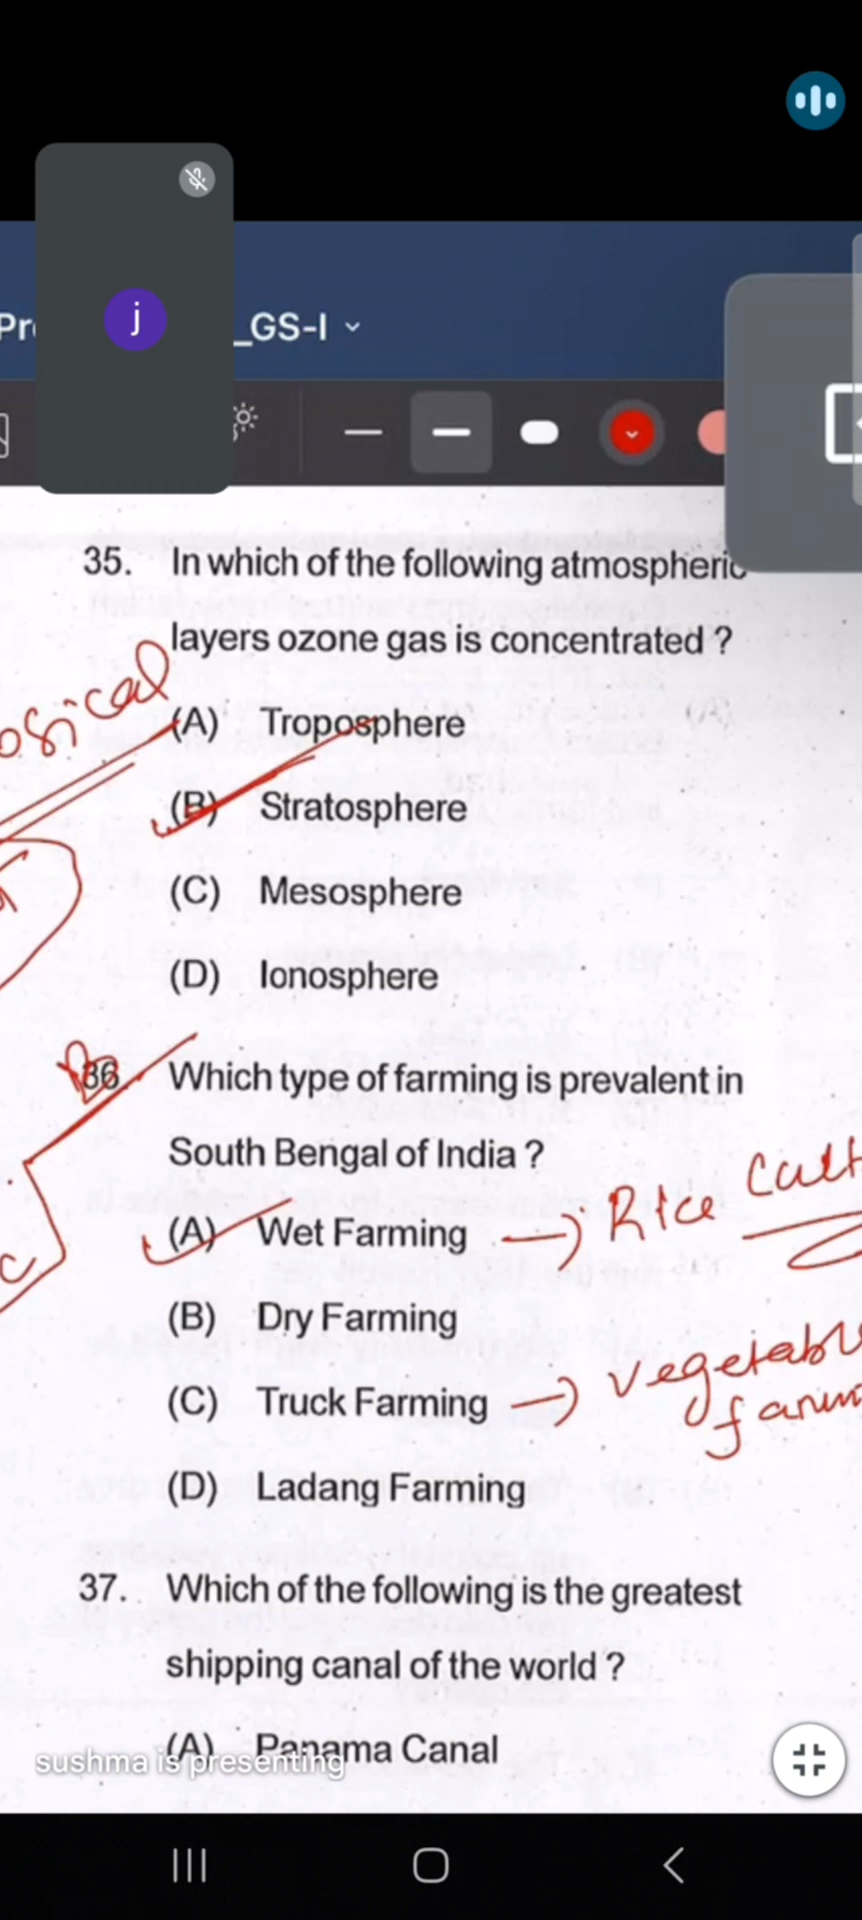 j
_GS-I
35. In which of the following atmospheric
layers ozone gas is concentrated ?
(A) Troposphere
(B) Stratosphere
(C) Mesosphere
(D) Ionosphere
36. Which type of farming is prevalent in
South Bengal of India ?
(A) Wet Farming → Rice Cult
(B) Dry Farming
(C) Truck Farming → Vegetabl
(D) Ladang Farming
37. Which of the following is the greatest
shipping canal of the world ?
(A) Panama Canal
sushma is presenting